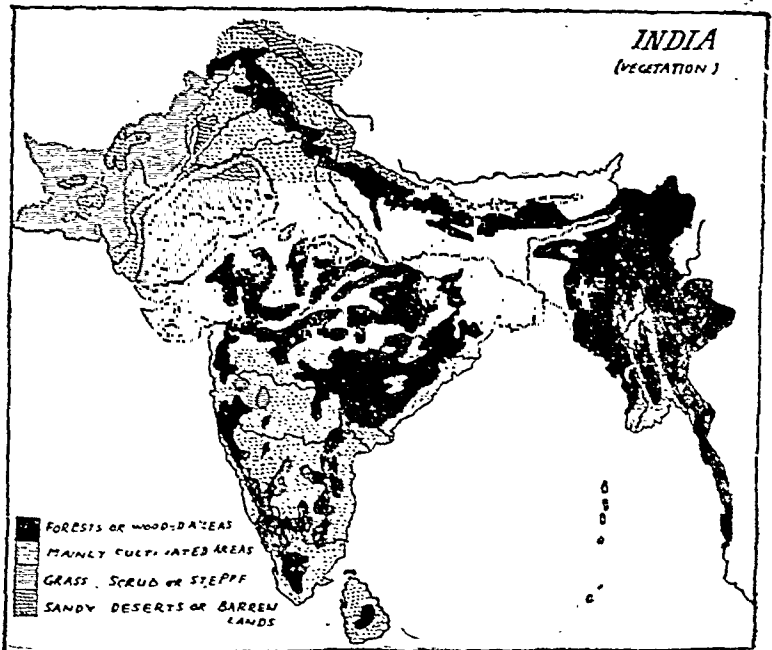 INDIA
(VEGETATION)
FORESTS OR WOODED AREAS
MAINLY CULTIVATED AREAS
GRASS, SCRUB OR STEPPE
SANDY DESERTS OR BARREN
LANDS